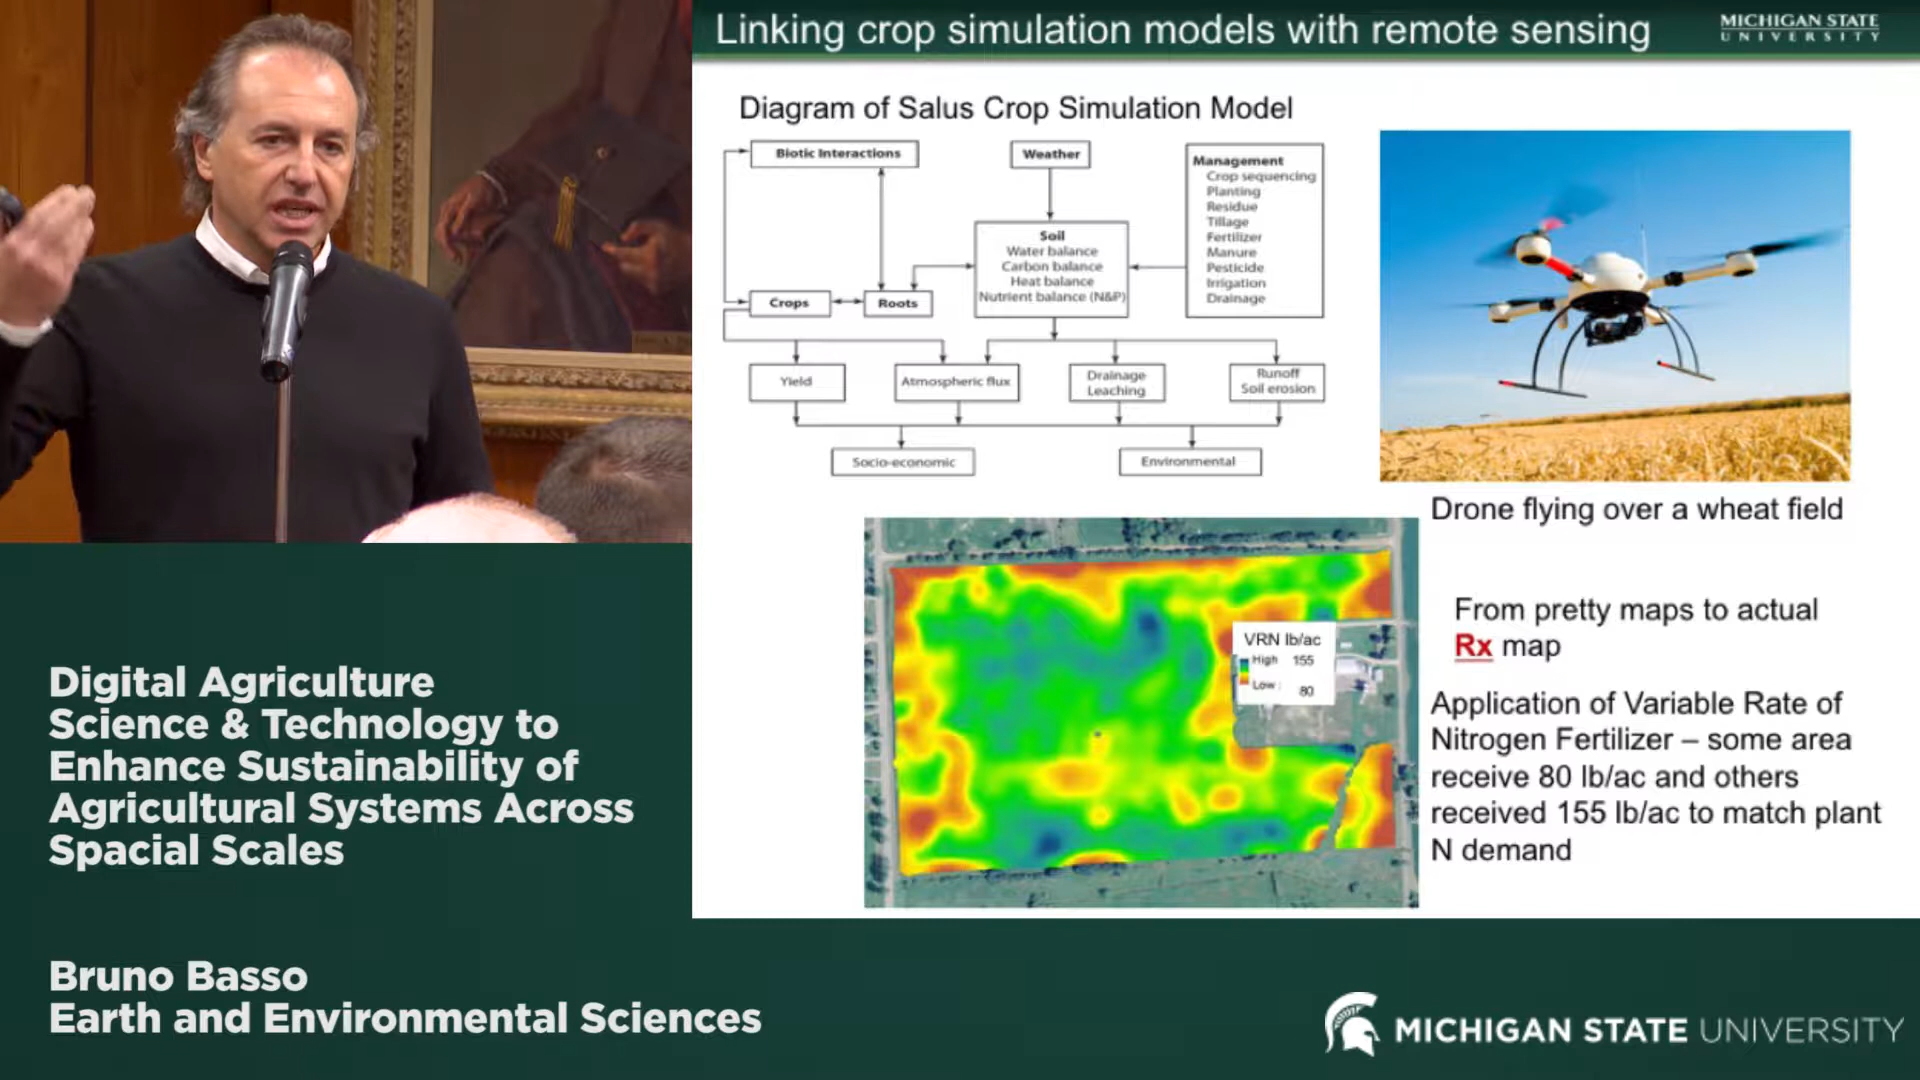 Linking crop simulation models with remote sensing
MICHIGAN STATE
UNIVERSITY
Diagram of Salus Crop Simulation Model
Biotic Interactions
Weather
Management
Crop sequencing
Planting
Residue
Tillage
Fertilizer
Manure
Pesticide
Irrigation
Drainage
Soil
Water balance
Carbon balance
Heat balance
Nutrient balance (N&P)
Crops
Roots
Yield
Atmospheric flux
Drainage
Leaching
Runoff
Soil erosion
Socio-economic
Environmental
Drone flying over a wheat field
VRN lb/ac
High 155
Low : 80
From pretty maps to actual
Rx map
Application of Variable Rate of
Nitrogen Fertilizer – some area
receive 80 lb/ac and others
received 155 lb/ac to match plant
N demand
Digital Agriculture
Science & Technology to
Enhance Sustainability of
Agricultural Systems Across
Spacial Scales
Bruno Basso
Earth and Environmental Sciences
MICHIGAN STATE UNIVERSITY